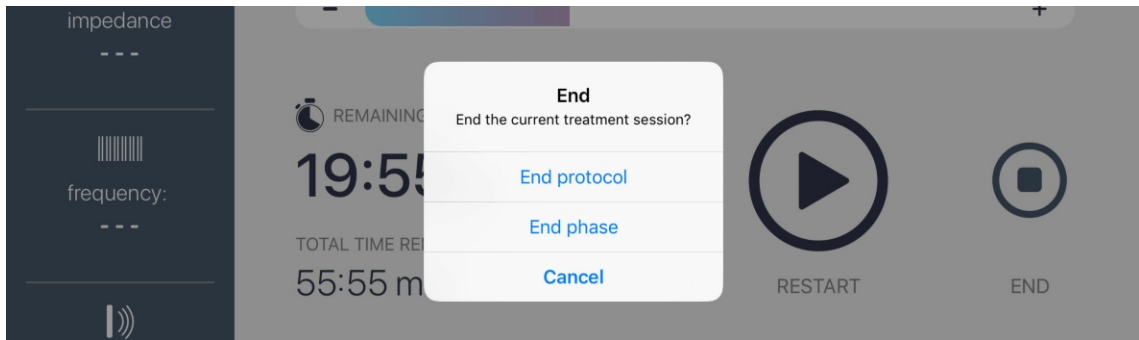 impedance
- - -
frequency:
- - -
REMAINING
19:55
TOTAL TIME
55:55 m
End
End the current treatment session?
End protocol
End phase
Cancel
RESTART
END